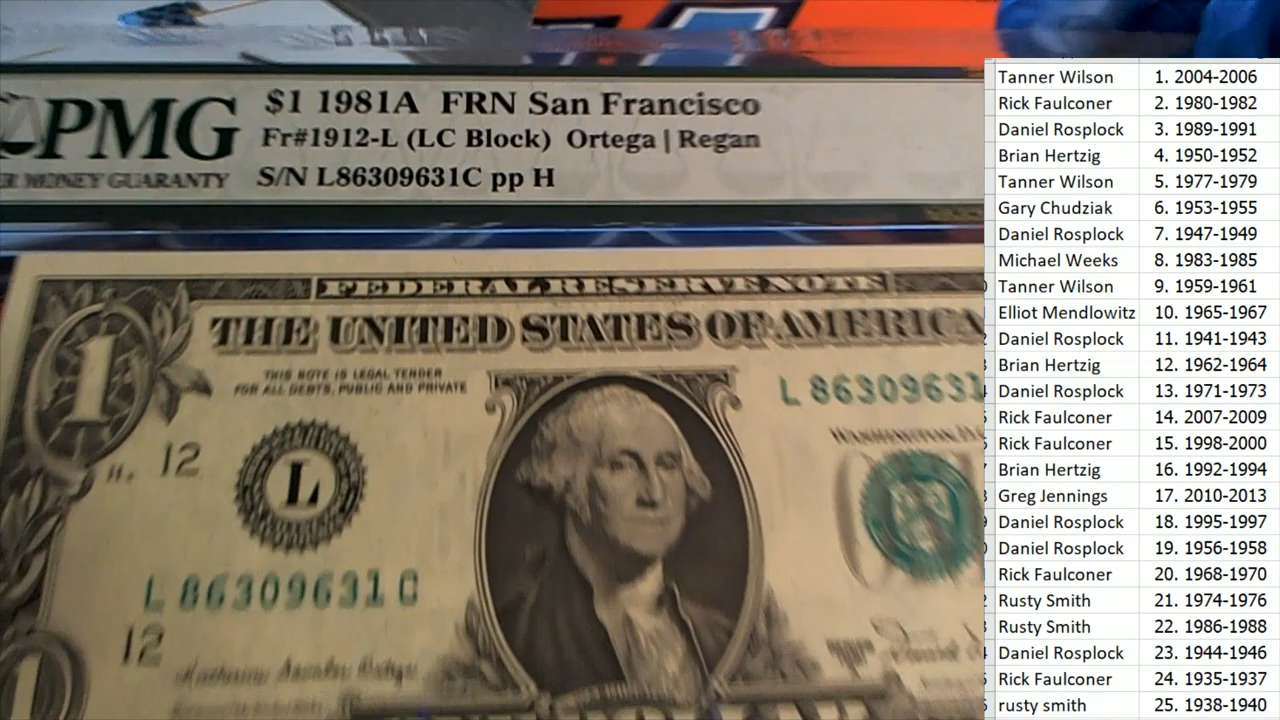 PMG
$1 1981A FRN San Francisco
Fr#1912-L (LC Block) Ortega | Regan
MONEY GUARANTY
S/N L86309631C pp H
FEDERAL RESERVE NOTE
THE UNITED STATES OF AMERICA
THIS NOTE IS LEGAL TENDER
FOR ALL DEBTS, PUBLIC AND PRIVATE
1
L 86309631
WASHINGTON, D.
12
L
L 86309631 C
12
Tanner Wilson 1. 2004-2006
Rick Faulconer 2. 1980-1982
Daniel Rosplock 3. 1989-1991
Brian Hertzig 4. 1950-1952
Tanner Wilson 5. 1977-1979
Gary Chudziak 6. 1953-1955
Daniel Rosplock 7. 1947-1949
Michael Weeks 8. 1983-1985
Tanner Wilson 9. 1959-1961
Elliot Mendlowitz 10. 1965-1967
Daniel Rosplock 11. 1941-1943
Brian Hertzig 12. 1962-1964
Daniel Rosplock 13. 1971-1973
Rick Faulconer 14. 2007-2009
Rick Faulconer 15. 1998-2000
Brian Hertzig 16. 1992-1994
Greg Jennings 17. 2010-2013
Daniel Rosplock 18. 1995-1997
Daniel Rosplock 19. 1956-1958
Rick Faulconer 20. 1968-1970
Rusty Smith 21. 1974-1976
Rusty Smith 22. 1986-1988
Daniel Rosplock 23. 1944-1946
Rick Faulconer 24. 1935-1937
rusty smith 25. 1938-1940